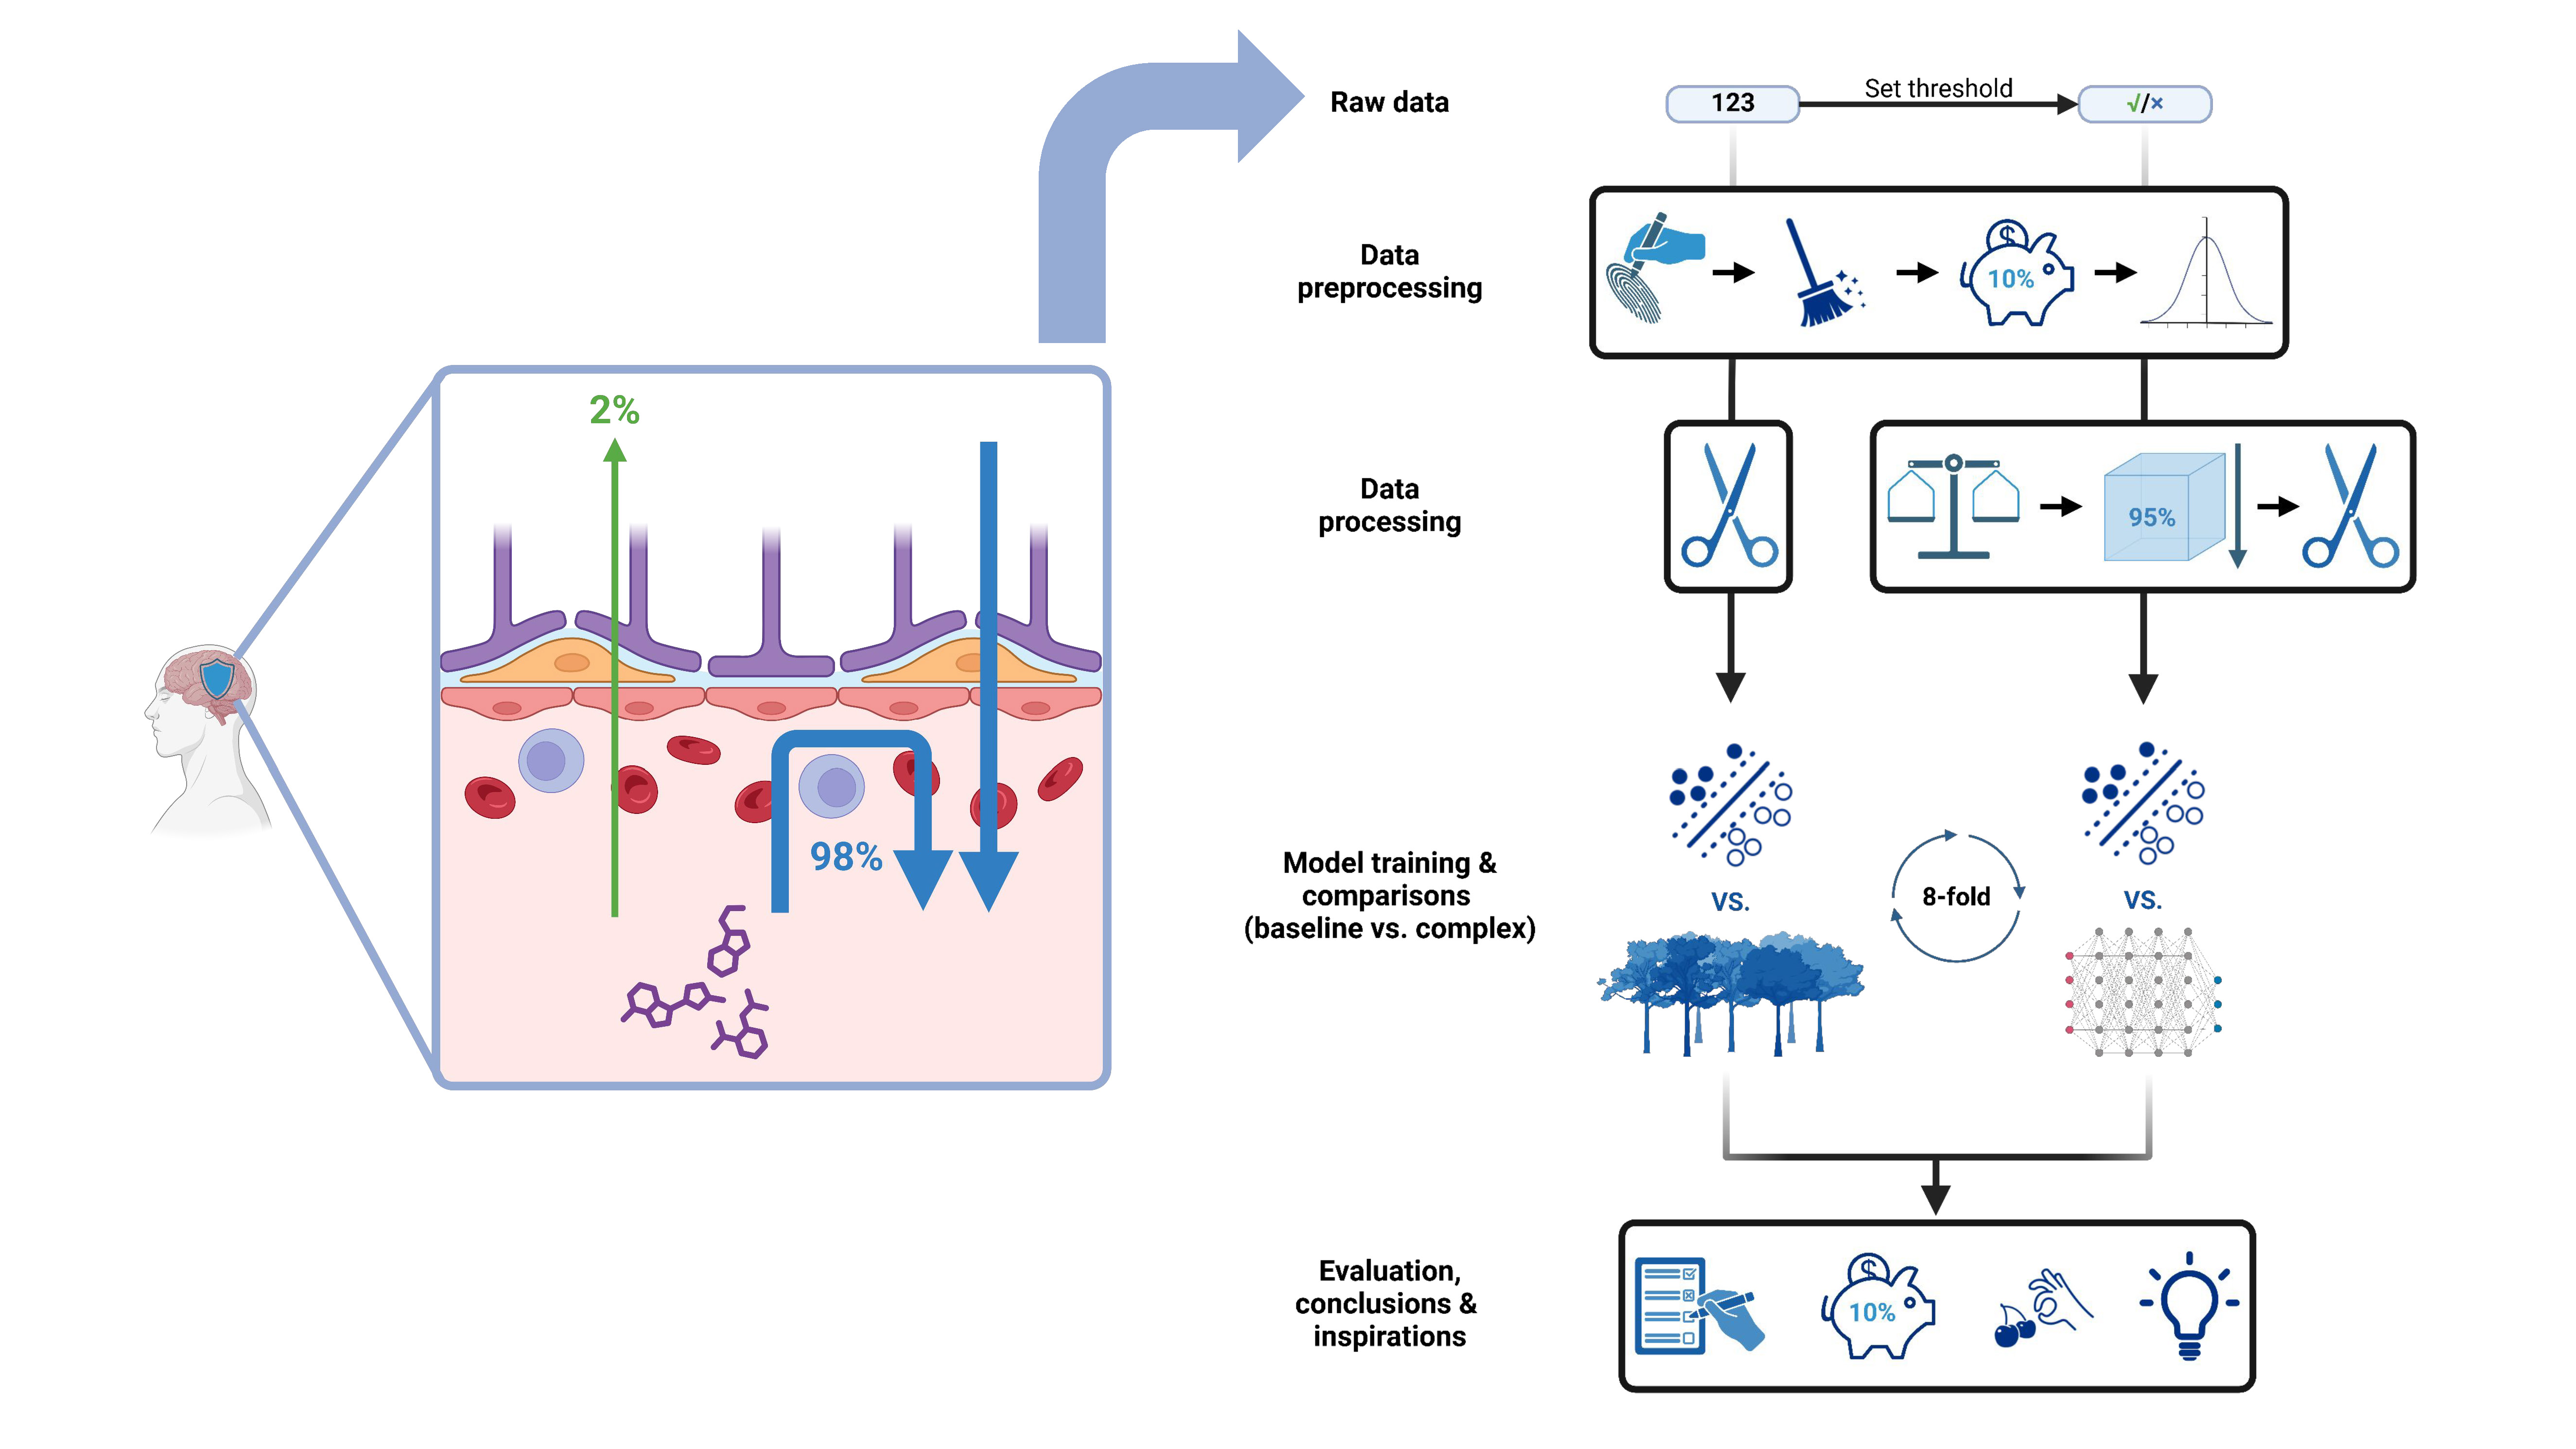 Raw data
123
Set threshold
√/×
Data
preprocessing
$
10%
2%
98%
Data
processing
95%
Model training &
comparisons
(baseline vs. complex)
VS.
8-fold
VS.
Evaluation,
conclusions &
inspirations
$
10%